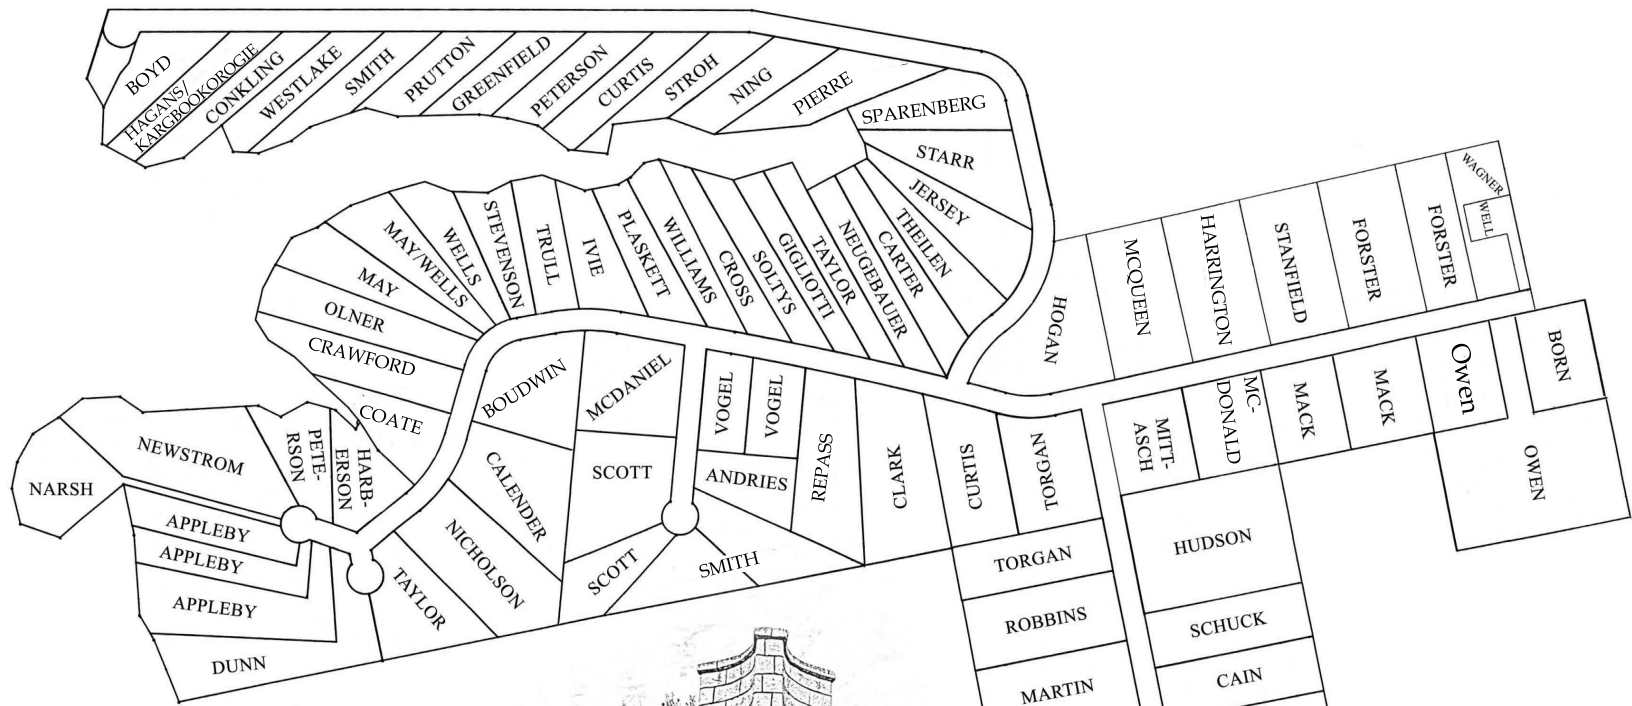 BOYD
HAGANS/
KARGBOOKOROGIE
CONKLING
WESTLAKE
SMITH
PRUTTON
GREENFIELD
PETERSON
CURTIS
STROH
NING
PIERRE
SPARENBERG
STARR
JERSEY
THEILEN
CARTER
NEUGEBAUER
TAYLOR
GIGLIOTTI
SOLTYS
CROSS
WILLIAMS
PLASKETT
IVIE
TRULL
STEVENSON
WELLS
MAY/WELLS
MAY
OLNER
CRAWFORD
COATE
HARB-
ERSON
PETE-
RSON
NEWSTROM
NARSH
APPLEBY
APPLEBY
APPLEBY
DUNN
TAYLOR
NICHOLSON
CALENDER
BOUDWIN
MCDANIEL
SCOTT
SCOTT
SMITH
ANDRIES
VOGEL
VOGEL
REPASS
CLARK
CURTIS
TORGAN
TORGAN
ROBBINS
MARTIN
HOGAN
MCQUEEN
HARRINGTON
STANFIELD
FORSTER
FORSTER
WAGNER
WELL
MITT-
ASCH
MC-
DONALD
MACK
MACK
Owen
BORN
OWEN
HUDSON
SCHUCK
CAIN